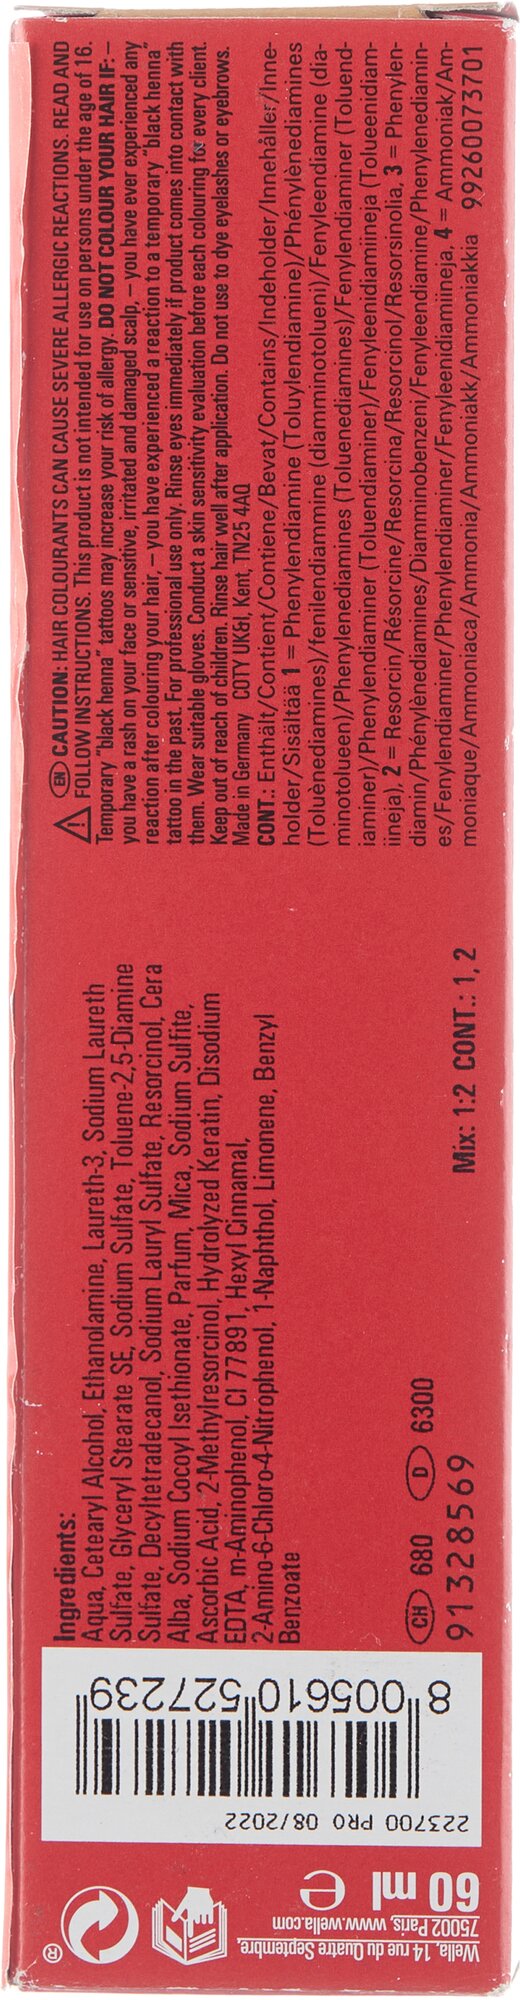 EN CAUTION: HAIR COLOURANTS CAN CAUSE SEVERE ALLERGIC REACTIONS. READ AND
FOLLOW INSTRUCTIONS. This product is not intended for use on persons under the age of 16.
Temporary "black henna" tattoos may increase your risk of allergy. DO NOT COLOUR YOUR HAIR IF: –
you have a rash on your face or sensitive, irritated and damaged scalp, – you have ever experienced any
reaction after colouring your hair, – you have experienced a reaction to a temporary "black henna"
tattoo in the past. For professional use only. Rinse eyes immediately if product comes into contact with
them. Wear suitable gloves. Conduct a skin sensitivity evaluation before each colouring for every client.
Keep out of reach of children. Rinse hair well after application. Do not use to dye eyelashes or eyebrows.
Made in Germany COTY UK&I, Kent, TN25 4AQ
CONT.: Enthält/Contient/Contiene/Bevat/Contains/Indeholder/Innehåller/Inne-
holder/Sisältää 1 = Phenylendiamine (Toluylendiamine)/Phénylènediamines
(Toluènediamines)/fenilendiammine (diamminotolueni)/Fenyleendiamine (dia-
minotolueen)/Phenylenediamines (Toluenediamines)/Fenylendiaminer (Toluend-
iaminer)/Phenylendiaminer (Toluendiaminer)/Fenyleenidiamiineja (Tolueenidiam-
iineja), 2 = Resorcin/Résorcine/Resorcina/Resorcinol/Resorsinolia, 3 = Phenylen-
diamin/Phénylènediamines/Diamminobenzeni/Fenyleendiamine/Phenylenediamin-
es/Fenylendiaminer/Phenylendiaminer/Fenyleenidiamiineja, 4 = Ammoniak/Am-
moniaque/Ammoniaca/Ammonia/Ammoniakk/Ammoniakkia 99260073701
Ingredients:
Aqua, Cetearyl Alcohol, Ethanolamine, Laureth-3, Sodium Laureth
Sulfate, Glyceryl Stearate SE, Sodium Sulfate, Toluene-2,5-Diamine
Sulfate, Decyltetradecanol, Sodium Lauryl Sulfate, Resorcinol, Cera
Alba, Sodium Cocoyl Isethionate, Parfum, Mica, Sodium Sulfite,
Ascorbic Acid, 2-Methylresorcinol, Hydrolyzed Keratin, Disodium
EDTA, m-Aminophenol, CI 77891, Hexyl Cinnamal,
2-Amino-6-Chloro-4-Nitrophenol, 1-Naphthol, Limonene, Benzyl
Benzoate
Mix: 1:2 CONT.: 1, 2
CH 680 D 6300
91328569
8 005610 527239
223700 PRO 08/2022
60 ml e
Wella, 14 rue du Quatre Septembre,
75002 Paris, www.wella.com
®